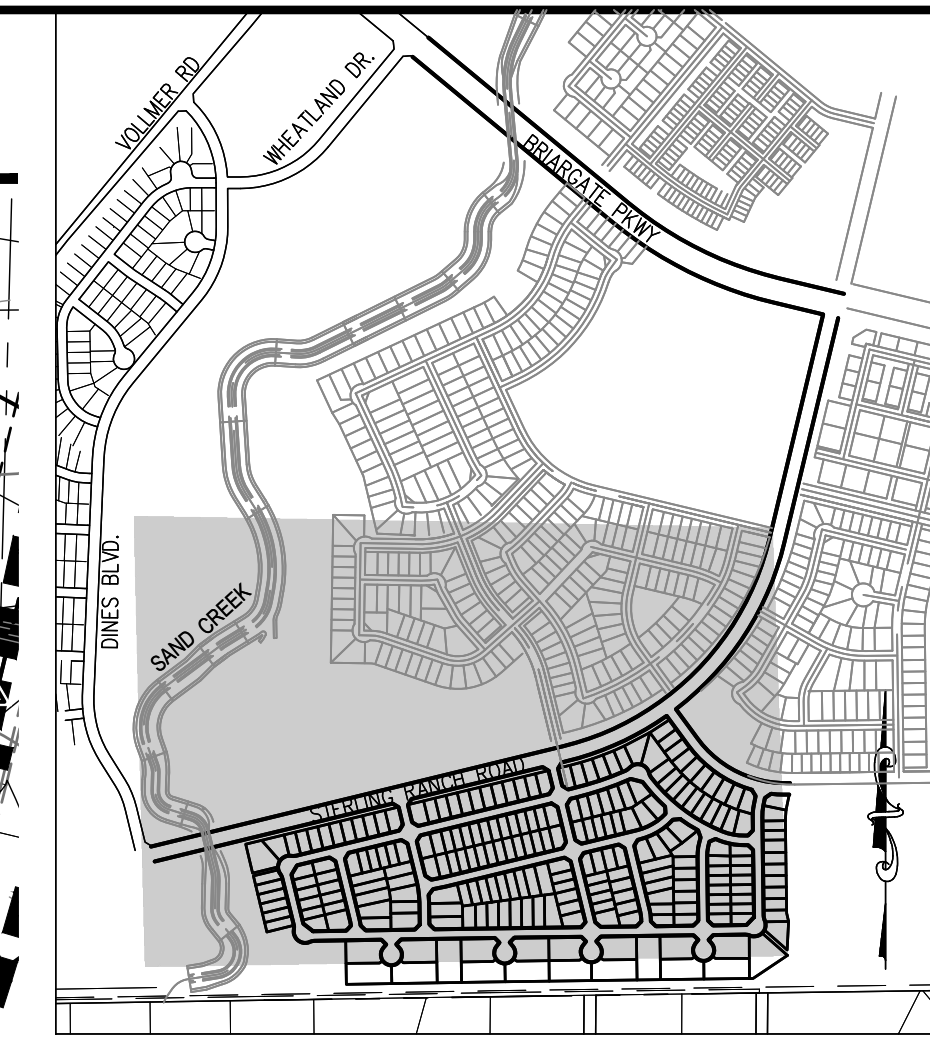 VOLLMER RD
WHEATLAND DR.
BRIARGATE PKWY
DINES BLVD.
SAND CREEK
STERLING RANCH ROAD